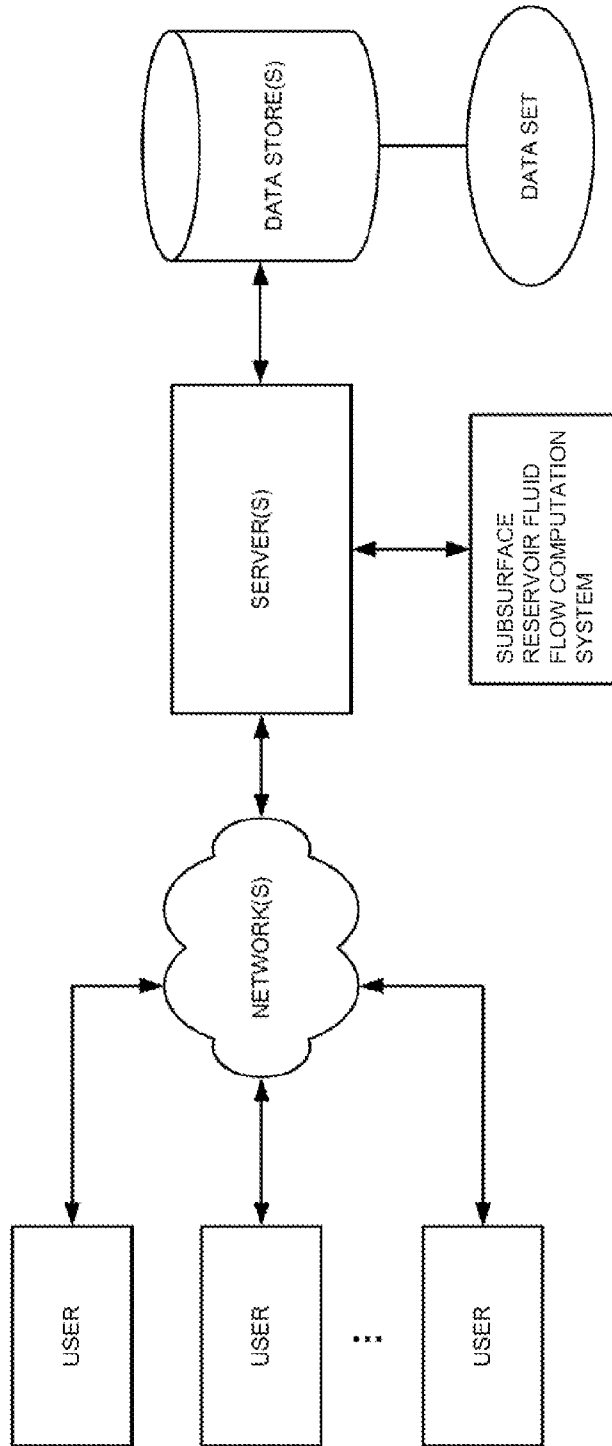 USER
USER
...
USER
NETWORK(S)
SERVER(S)
SUBSURFACE
RESERVOIR FLUID
FLOW COMPUTATION
SYSTEM
DATA STORE(S)
DATA SET